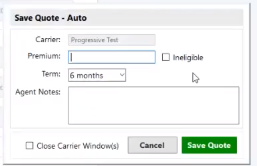 Save Quote - Auto
Carrier: Progressive Test
Premium: Ineligible
Term: 6 months
Agent Notes:
Close Carrier Window(s) Cancel Save Quote